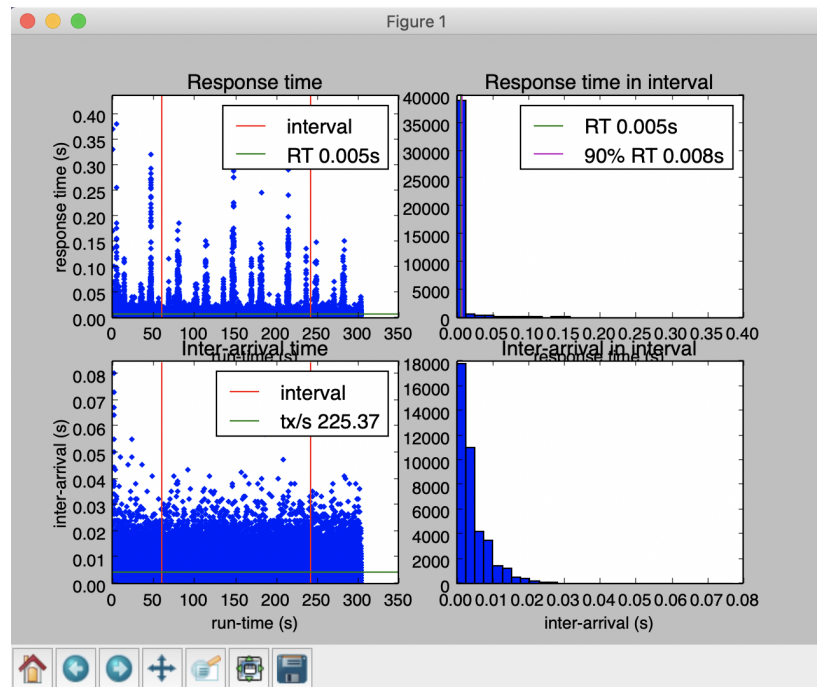 Figure 1
Response time
response time (s)
0.40
0.35
0.30
0.25
0.20
0.15
0.10
0.05
0.00
interval
RT 0.005s
0 50 100 150 200 250 300 350
run-time (s)
Response time in interval
40000
35000
30000
25000
20000
15000
10000
5000
0
RT 0.005s
90% RT 0.008s
0.00 0.05 0.10 0.15 0.20 0.25 0.30 0.35 0.40
response time (s)
Inter-arrival time
inter-arrival (s)
0.08
0.07
0.06
0.05
0.04
0.03
0.02
0.01
0.00
interval
tx/s 225.37
0 50 100 150 200 250 300 350
run-time (s)
Inter-arrival in interval
18000
16000
14000
12000
10000
8000
6000
4000
2000
0
0.00 0.01 0.02 0.03 0.04 0.05 0.06 0.07 0.08
inter-arrival (s)